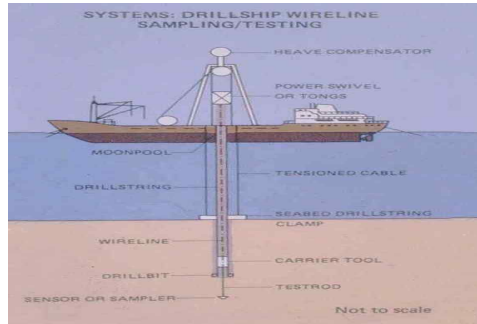 SYSTEMS: DRILLSHIP WIRELINE
SAMPLING/TESTING
HEAVE COMPENSATOR
POWER SWIVEL
OR TONGS
MOONPOOL
DRILLSTRING
TENSIONED CABLE
SEABED DRILLSTRING
CLAMP
WIRELINE
CARRIER TOOL
DRILLBIT
TESTROD
SENSOR OR SAMPLER
Not to scale